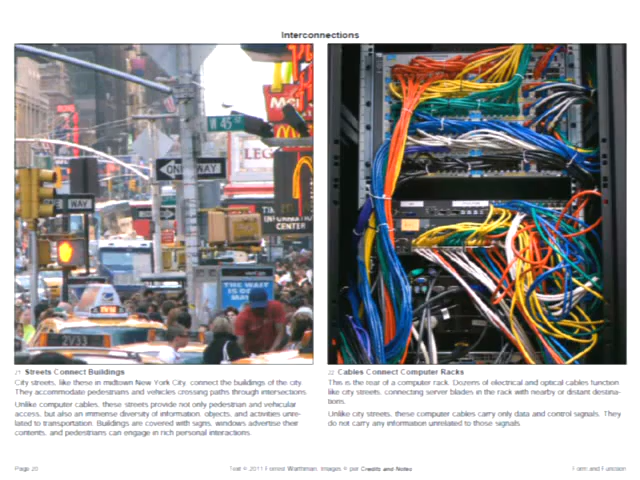 Interconnections
W 45
McD
LEG
ONE WAY
WAY
TIM
INFORMATION
CENTER
THE WAIT
IS OV
MAY
2V33
21 Streets Connect Buildings
City streets, like these in midtown New York City, connect the buildings of the city.
They accommodate pedestrians and vehicles crossing paths through intersections.
Unlike computer cables, these streets provide not only pedestrian and vehicular
access, but also an immense diversity of information, objects, and activities unre-
lated to transportation. Buildings are covered with signs, windows advertise their
contents, and pedestrians can engage in rich personal interactions.
22 Cables Connect Computer Racks
This is the rear of a computer rack. Dozens of electrical and optical cables function
like city streets, connecting server blades in the rack with nearby or distant destina-
tions.
Unlike city streets, these computer cables carry only data and control signals. They
do not carry any information unrelated to those signals.
Page 20
Text © 2011 Forrest Warthman, Images © per Credits and Notes
Form and Function